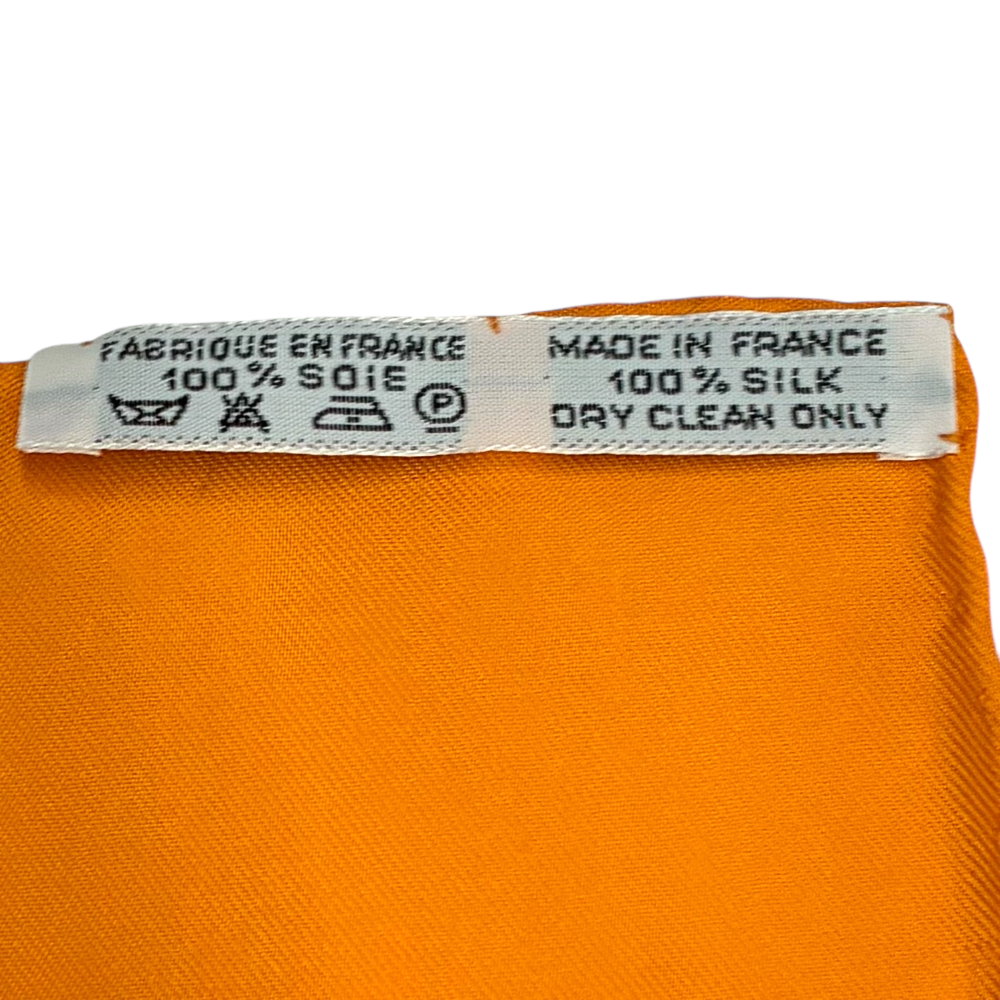 FABRIQUE EN FRANCE
100% SOIE
P
MADE IN FRANCE
100% SILK
DRY CLEAN ONLY